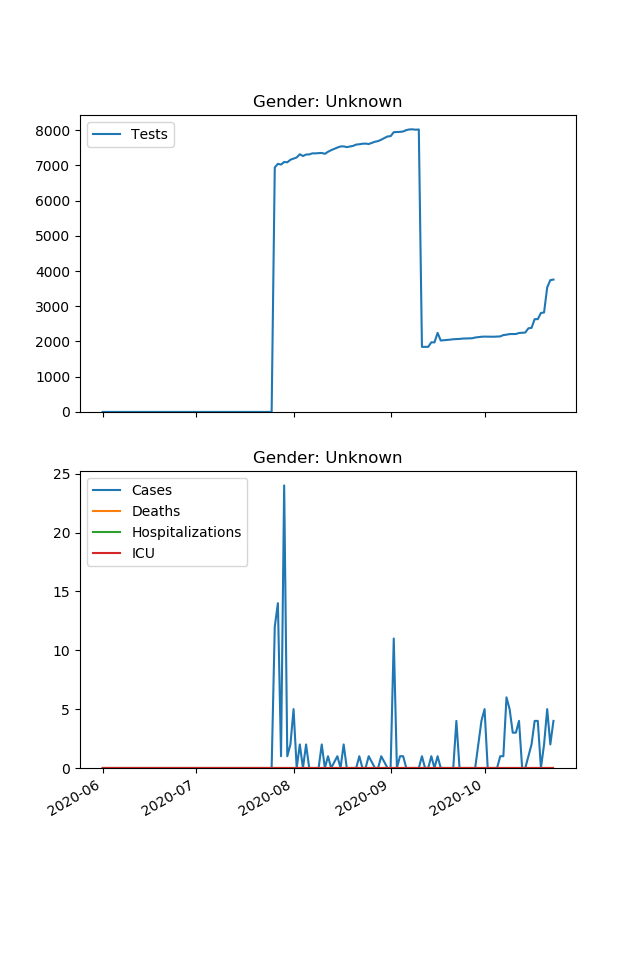 Gender: Unknown
8000
7000
6000
5000
4000
3000
2000
1000
0
Tests
Gender: Unknown
25
20
15
10
5
0
Cases
Deaths
Hospitalizations
ICU
2020-06
2020-07
2020-08
2020-09
2020-10